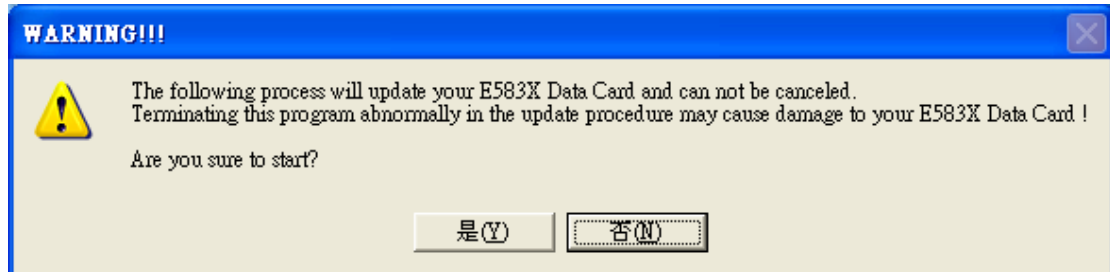 WARNING!!!
The following process will update your E583X Data Card and can not be canceled.
Terminating this program abnormally in the update procedure may cause damage to your E583X Data Card !
Are you sure to start?
是(Y)
否(N)